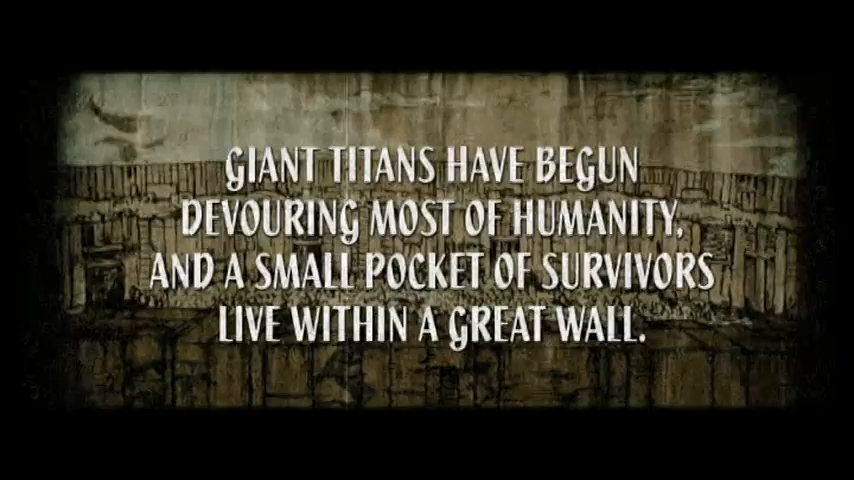 GIANT TITANS HAVE BEGUN
DEVOURING MOST OF HUMANITY,
AND A SMALL POCKET OF SURVIVORS
LIVE WITHIN A GREAT WALL.